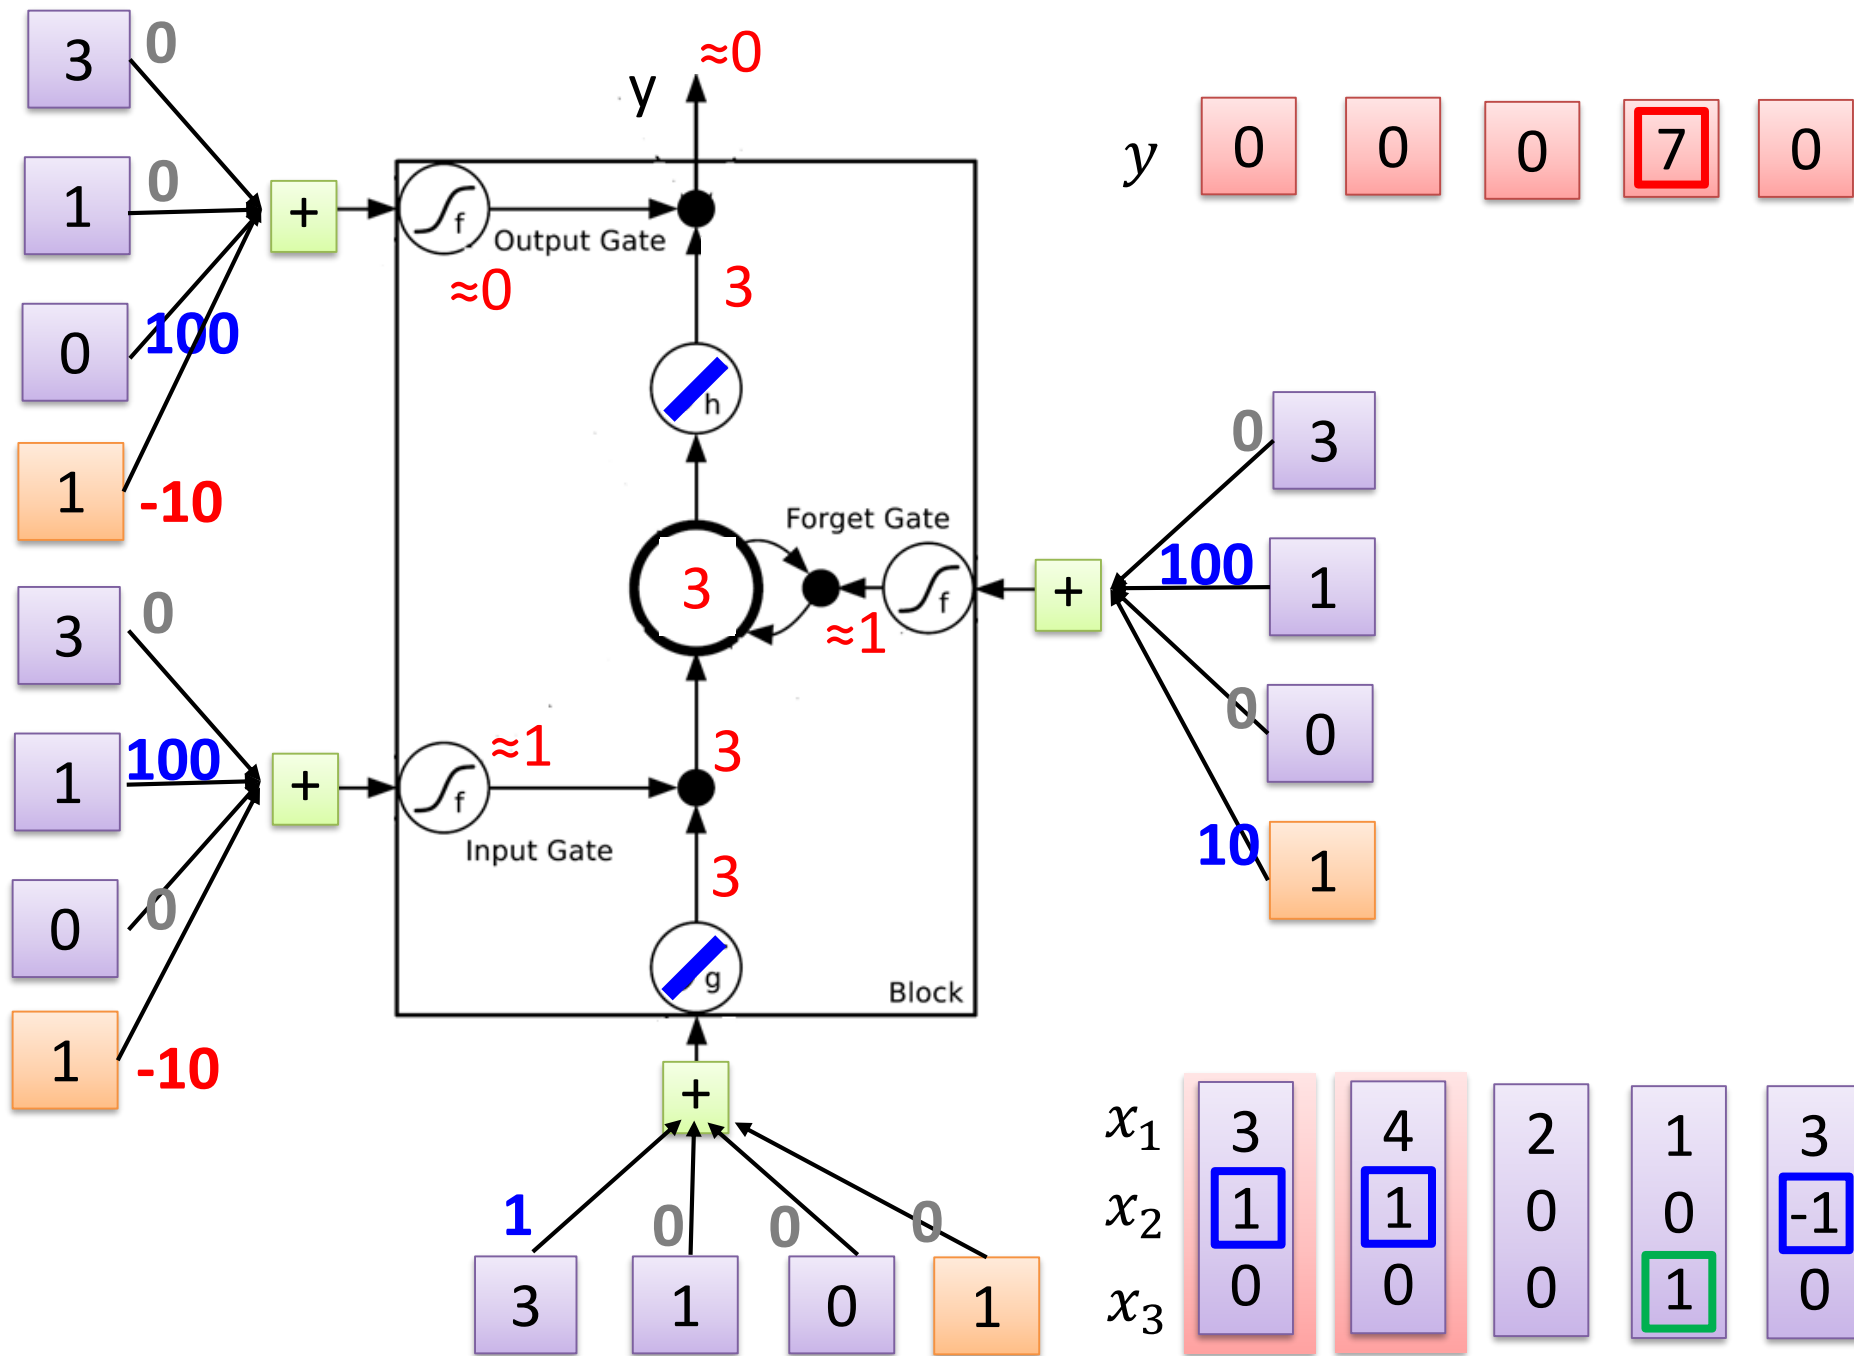 3 0
1 0
0 100
1 -10
3 0
1 100
0 0
1 -10
y ≈0
f Output Gate
≈0
3
h
Forget Gate
3
f
≈1
≈1
3
f
Input Gate
3
g
Block
+
+
+
+
1 0 0 0
3 1 0 1
0 3
100 1
0 0
10 1
y 0 0 0 7 0
x₁ 3 4 2 1 3
x₂ 1 1 0 0 -1
x₃ 0 0 0 1 0